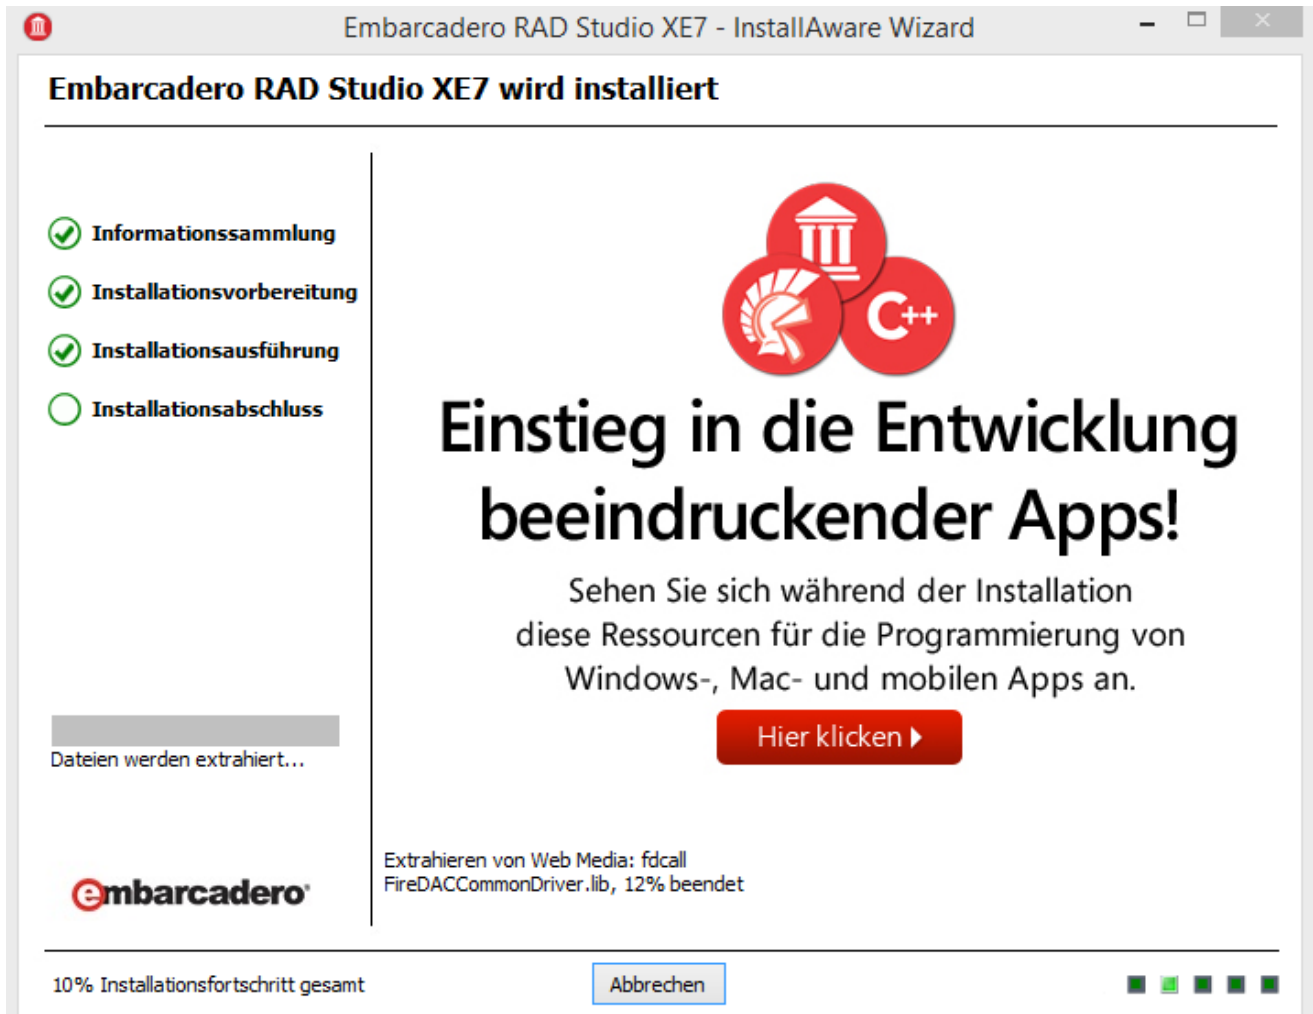 Embarcadero RAD Studio XE7 - InstallAware Wizard
Embarcadero RAD Studio XE7 wird installiert
Informationssammlung
Installationsvorbereitung
Installationsausführung
Installationsabschluss
C++
Einstieg in die Entwicklung
beeindruckender Apps!
Sehen Sie sich während der Installation
diese Ressourcen für die Programmierung von
Windows-, Mac- und mobilen Apps an.
Hier klicken
Dateien werden extrahiert...
Extrahieren von Web Media: fdcall
FireDACCommonDriver.lib, 12% beendet
embarcadero
10% Installationsfortschritt gesamt
Abbrechen